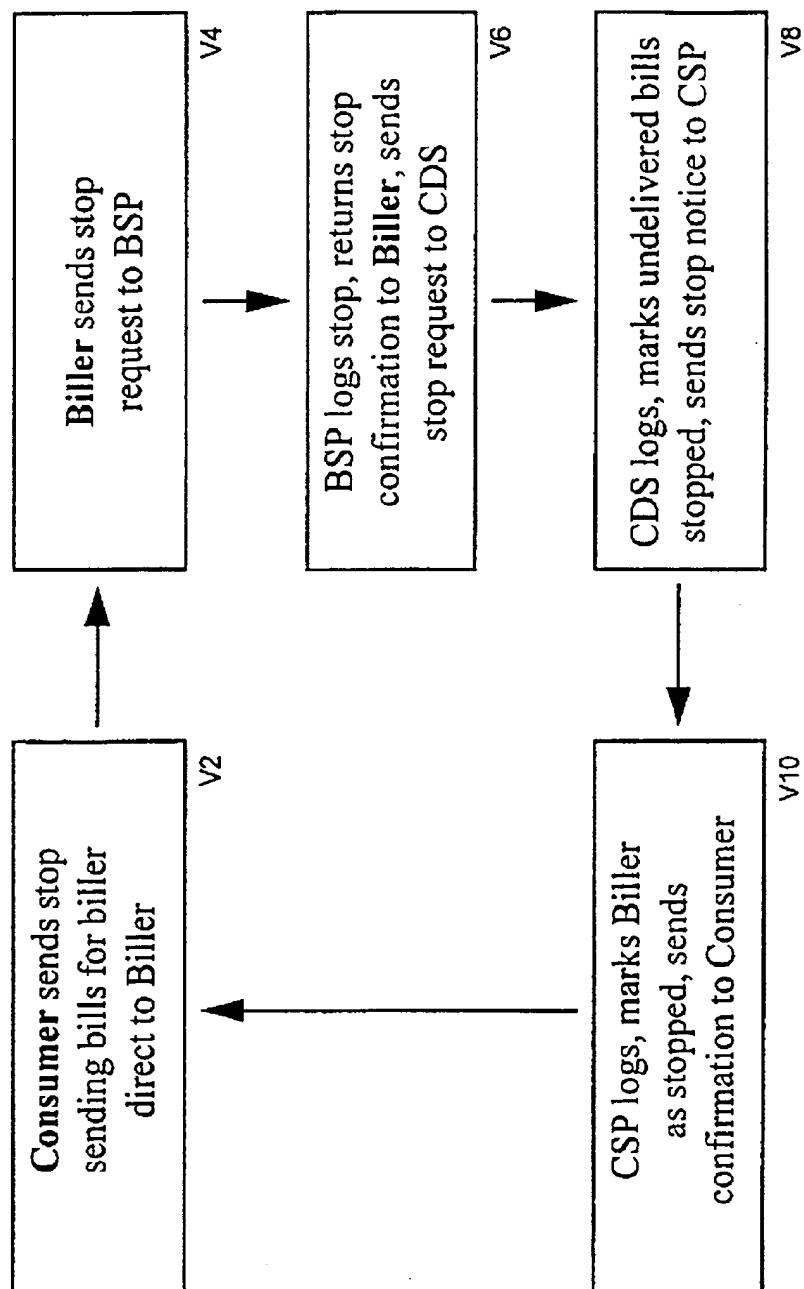 Consumer sends stop
sending bills for biller
direct to Biller
V2
Biller sends stop
request to BSP
V4
BSP logs stop, returns stop
confirmation to Biller, sends
stop request to CDS
V6
CDS logs, marks undelivered bills
stopped, sends stop notice to CSP
V8
CSP logs, marks Biller
as stopped, sends
confirmation to Consumer
V10